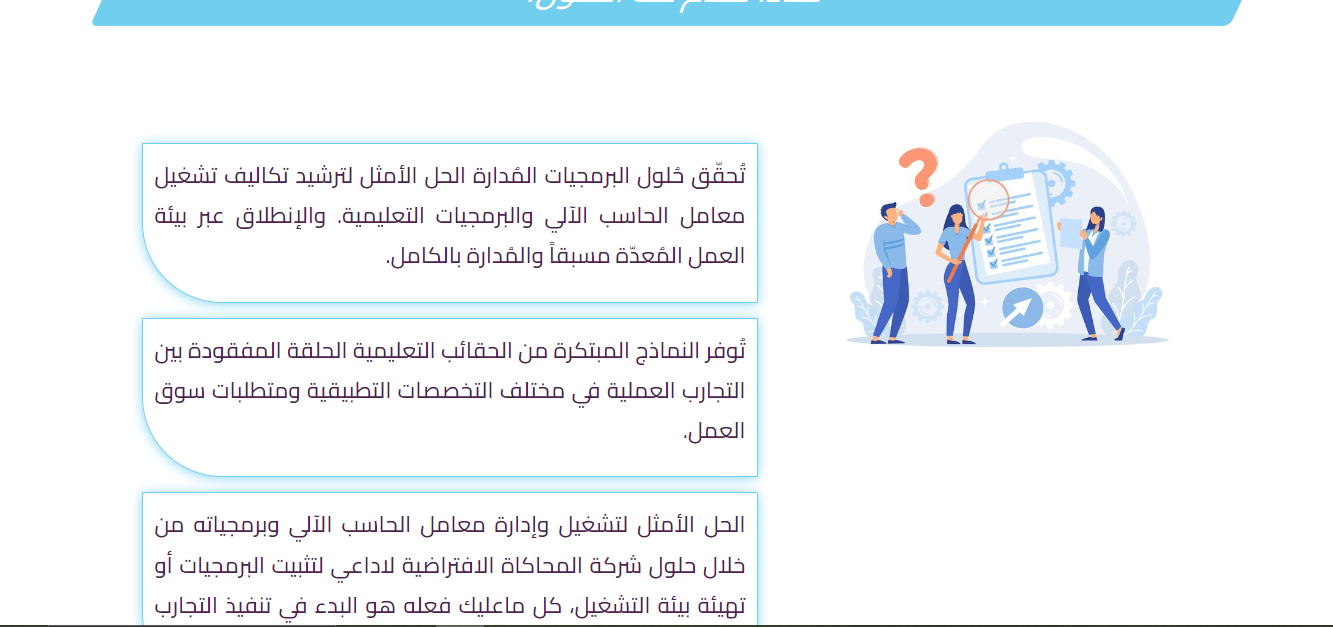 تُحقّق حُلول البرمجيات المُدارة الحل الأمثل لترشيد تكاليف تشغيل
معامل الحاسب الآلي والبرمجيات التعليمية. والإنطلاق عبر بيئة
العمل المُعدّة مسبقاً والمُدارة بالكامل.
تُوفر النماذج المبتكرة من الحقائب التعليمية الحلقة المفقودة بين
التجارب العملية في مختلف التخصصات التطبيقية ومتطلبات سوق
العمل.
الحل الأمثل لتشغيل وإدارة معامل الحاسب الآلي وبرمجياته من
خلال حلول شركة المحاكاة الافتراضية لاداعي لتثبيت البرمجيات أو
تهيئة بيئة التشغيل، كل ماعليك فعله هو البدء في تنفيذ التجارب